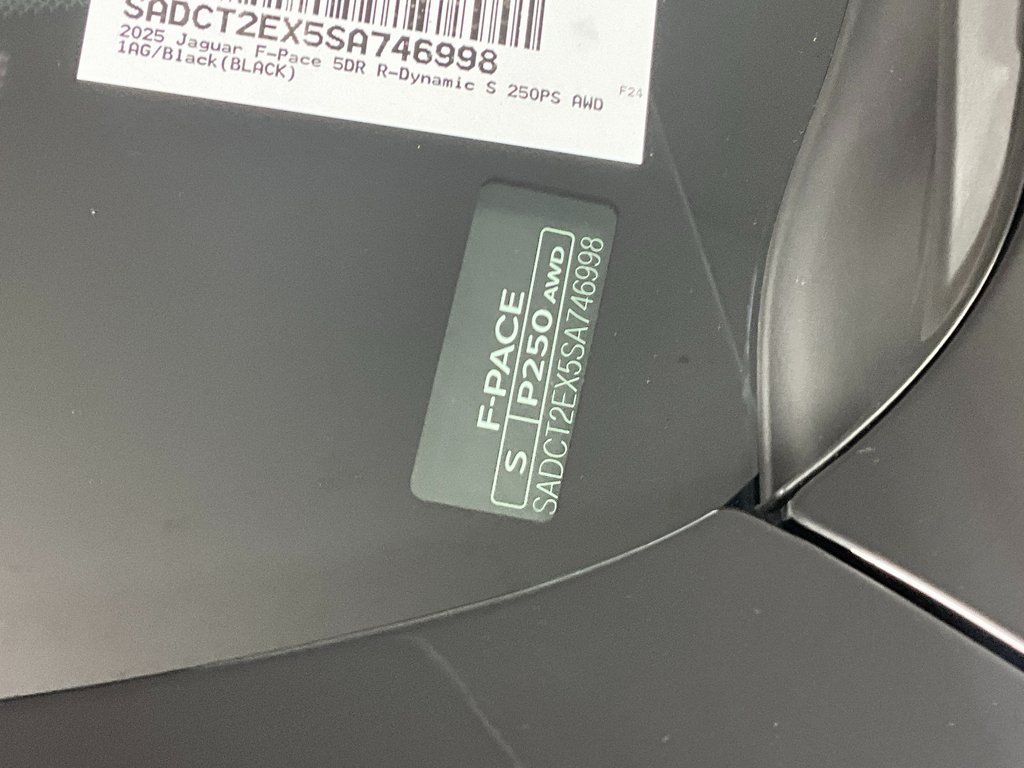 SADCT2EX5SA746998
2025 Jaguar F-Pace 5DR R-Dynamic S 250PS AWD
1AG/Black(BLACK)
F24
F-PACE
S P250 AWD
SADCT2EX5SA746998